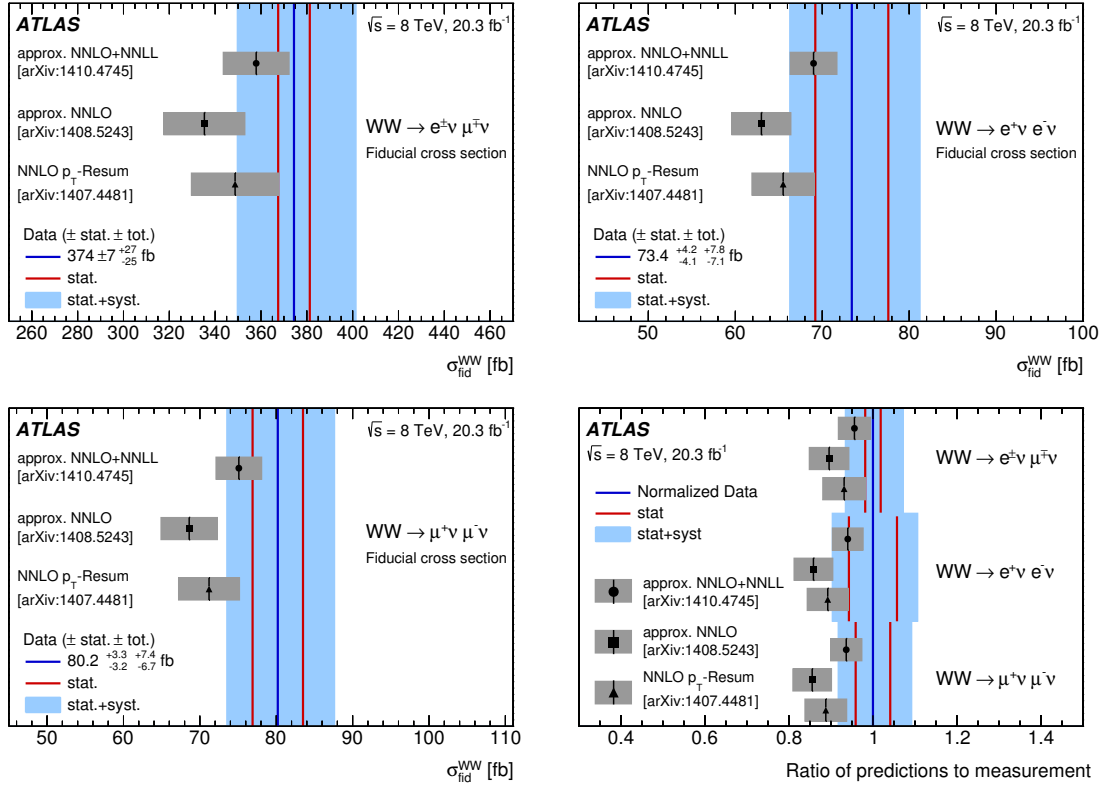 ATLAS
√s = 8 TeV, 20.3 fb-1
approx. NNLO+NNLL
[arXiv:1410.4745]
approx. NNLO
[arXiv:1408.5243]
WW → e±ν μ∓ν
Fiducial cross section
NNLO pT-Resum
[arXiv:1407.4481]
Data (± stat. ± tot.)
374 ±7 +27 -25 fb
stat.
stat.+syst.
260 280 300 320 340 360 380 400 420 440 460
σ WW fid [fb]
ATLAS
√s = 8 TeV, 20.3 fb-1
approx. NNLO+NNLL
[arXiv:1410.4745]
approx. NNLO
[arXiv:1408.5243]
WW → e+ν e-ν
Fiducial cross section
NNLO pT-Resum
[arXiv:1407.4481]
Data (± stat. ± tot.)
73.4 +4.2 -4.1 +7.8 -7.1 fb
stat.
stat.+syst.
50 60 70 80 90 100
σ WW fid [fb]
ATLAS
√s = 8 TeV, 20.3 fb-1
approx. NNLO+NNLL
[arXiv:1410.4745]
approx. NNLO
[arXiv:1408.5243]
WW → μ+ν μ-ν
Fiducial cross section
NNLO pT-Resum
[arXiv:1407.4481]
Data (± stat. ± tot.)
80.2 +3.3 -3.2 +7.4 -6.7 fb
stat.
stat.+syst.
50 60 70 80 90 100 110
σ WW fid [fb]
ATLAS
√s = 8 TeV, 20.3 fb-1
WW → e±ν μ∓ν
Normalized Data
stat
stat+syst
WW → e+ν e-ν
approx. NNLO+NNLL
[arXiv:1410.4745]
approx. NNLO
[arXiv:1408.5243]
NNLO pT-Resum
[arXiv:1407.4481]
WW → μ+ν μ-ν
0.4 0.6 0.8 1 1.2 1.4
Ratio of predictions to measurement